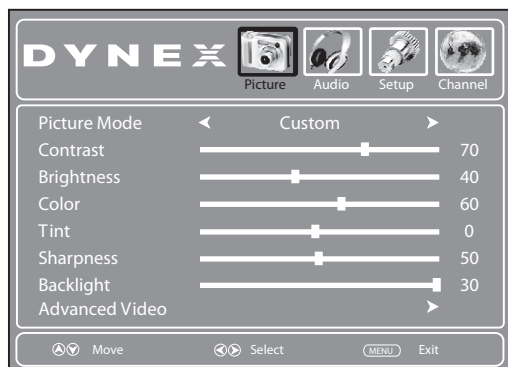 DYNEX
Picture Audio Setup Channel
Picture Mode Custom
Contrast 70
Brightness 40
Color 60
Tint 0
Sharpness 50
Backlight 30
Advanced Video
Move Select MENU Exit